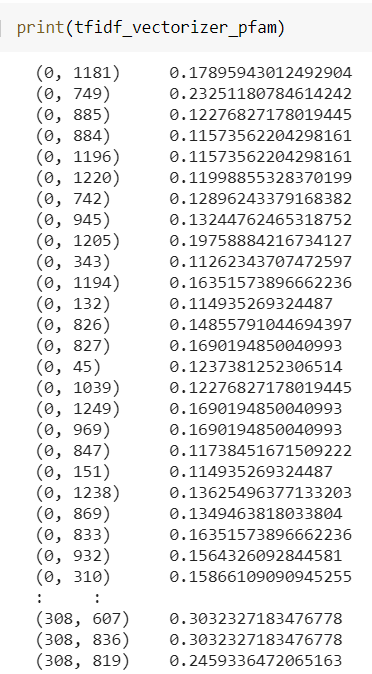 print(tfidf_vectorizer_pfam)
(0, 1181) 0.17895943012492904
(0, 749) 0.23251180784614242
(0, 885) 0.12276827178019445
(0, 884) 0.11573562204298161
(0, 1196) 0.11573562204298161
(0, 1220) 0.11998855328370199
(0, 742) 0.12896243379168382
(0, 945) 0.13244762465318752
(0, 1205) 0.19758884216734127
(0, 343) 0.11262343707472597
(0, 1194) 0.16351573896662236
(0, 132) 0.114935269324487
(0, 826) 0.14855791044694397
(0, 827) 0.1690194850040993
(0, 45) 0.1237381252306514
(0, 1039) 0.12276827178019445
(0, 1249) 0.1690194850040993
(0, 969) 0.1690194850040993
(0, 847) 0.11738451671509222
(0, 151) 0.114935269324487
(0, 1238) 0.13625496377133203
(0, 869) 0.1349463818033804
(0, 833) 0.16351573896662236
(0, 932) 0.1564326092844581
(0, 310) 0.15866109090945255
: :
(308, 607) 0.3032327183476778
(308, 836) 0.3032327183476778
(308, 819) 0.2459336472065163